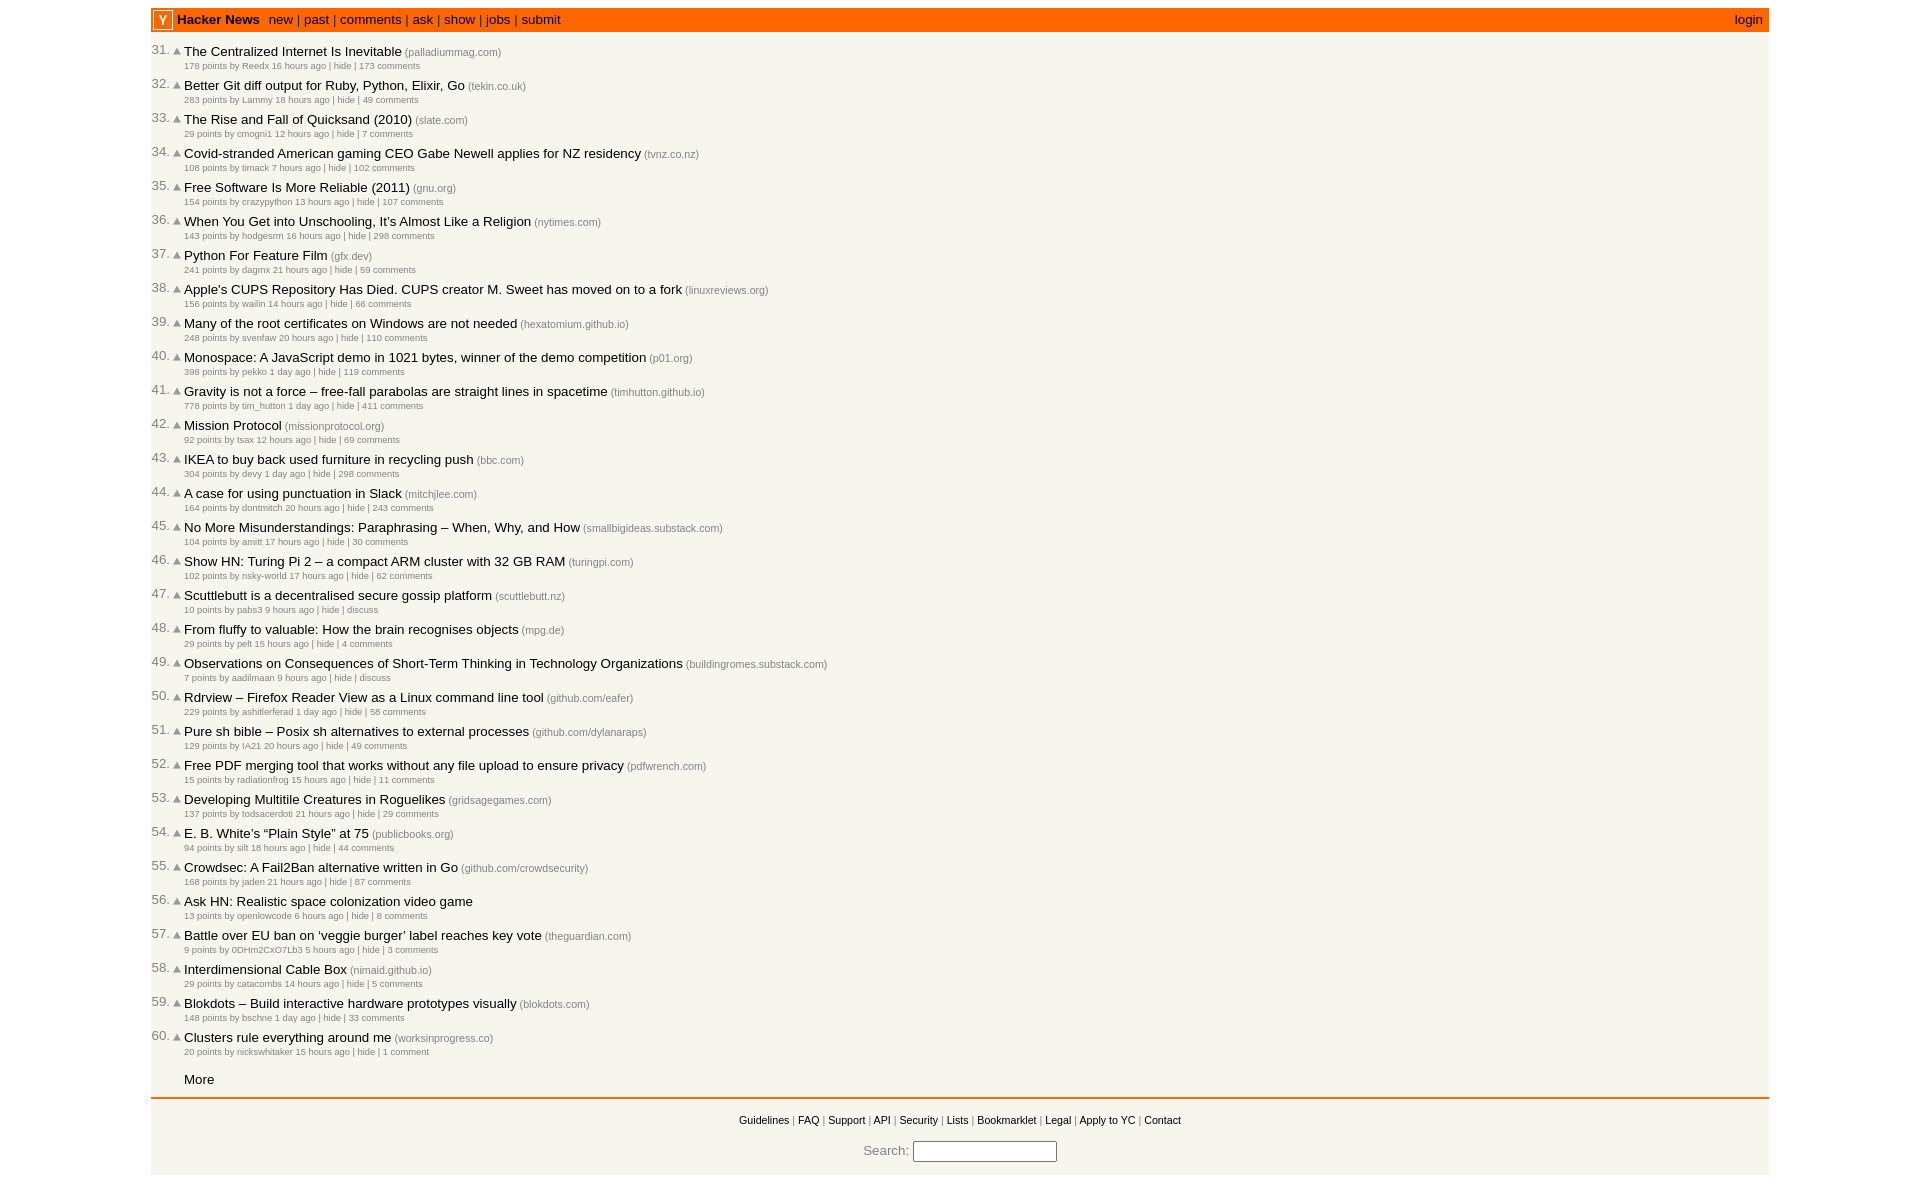 Y Hacker News new | past | comments | ask | show | jobs | submit login
31. The Centralized Internet Is Inevitable (palladiummag.com)
178 points by Reedx 16 hours ago | hide | 173 comments
32. Better Git diff output for Ruby, Python, Elixir, Go (tekin.co.uk)
283 points by Lammy 18 hours ago | hide | 49 comments
33. The Rise and Fall of Quicksand (2010) (slate.com)
29 points by cmogni1 12 hours ago | hide | 7 comments
34. Covid-stranded American gaming CEO Gabe Newell applies for NZ residency (tvnz.co.nz)
108 points by timack 7 hours ago | hide | 102 comments
35. Free Software Is More Reliable (2011) (gnu.org)
154 points by crazypython 13 hours ago | hide | 107 comments
36. When You Get into Unschooling, It’s Almost Like a Religion (nytimes.com)
143 points by hodgesrm 16 hours ago | hide | 298 comments
37. Python For Feature Film (gfx.dev)
241 points by dagmx 21 hours ago | hide | 59 comments
38. Apple's CUPS Repository Has Died. CUPS creator M. Sweet has moved on to a fork (linuxreviews.org)
156 points by wailin 14 hours ago | hide | 66 comments
39. Many of the root certificates on Windows are not needed (hexatomium.github.io)
248 points by svenfaw 20 hours ago | hide | 110 comments
40. Monospace: A JavaScript demo in 1021 bytes, winner of the demo competition (p01.org)
398 points by pekko 1 day ago | hide | 119 comments
41. Gravity is not a force – free-fall parabolas are straight lines in spacetime (timhutton.github.io)
778 points by tim_hutton 1 day ago | hide | 411 comments
42. Mission Protocol (missionprotocol.org)
92 points by tsax 12 hours ago | hide | 69 comments
43. IKEA to buy back used furniture in recycling push (bbc.com)
304 points by devy 1 day ago | hide | 298 comments
44. A case for using punctuation in Slack (mitchjlee.com)
164 points by dontmitch 20 hours ago | hide | 243 comments
45. No More Misunderstandings: Paraphrasing – When, Why, and How (smallbigideas.substack.com)
104 points by amitt 17 hours ago | hide | 30 comments
46. Show HN: Turing Pi 2 – a compact ARM cluster with 32 GB RAM (turingpi.com)
102 points by nsky-world 17 hours ago | hide | 62 comments
47. Scuttlebutt is a decentralised secure gossip platform (scuttlebutt.nz)
10 points by pabs3 9 hours ago | hide | discuss
48. From fluffy to valuable: How the brain recognises objects (mpg.de)
29 points by pelt 15 hours ago | hide | 4 comments
49. Observations on Consequences of Short-Term Thinking in Technology Organizations (buildingromes.substack.com)
7 points by aadilmaan 9 hours ago | hide | discuss
50. Rdrview – Firefox Reader View as a Linux command line tool (github.com/eafer)
229 points by ashitlerferad 1 day ago | hide | 58 comments
51. Pure sh bible – Posix sh alternatives to external processes (github.com/dylanaraps)
129 points by IA21 20 hours ago | hide | 49 comments
52. Free PDF merging tool that works without any file upload to ensure privacy (pdfwrench.com)
15 points by radiationfrog 15 hours ago | hide | 11 comments
53. Developing Multitile Creatures in Roguelikes (gridsagegames.com)
137 points by todsacerdoti 21 hours ago | hide | 29 comments
54. E. B. White’s “Plain Style” at 75 (publicbooks.org)
94 points by silt 18 hours ago | hide | 44 comments
55. Crowdsec: A Fail2Ban alternative written in Go (github.com/crowdsecurity)
168 points by jaden 21 hours ago | hide | 87 comments
56. Ask HN: Realistic space colonization video game
13 points by openlowcode 6 hours ago | hide | 8 comments
57. Battle over EU ban on ‘veggie burger’ label reaches key vote (theguardian.com)
9 points by 0DHm2CxO7Lb3 5 hours ago | hide | 3 comments
58. Interdimensional Cable Box (nimaid.github.io)
29 points by catacombs 14 hours ago | hide | 5 comments
59. Blokdots – Build interactive hardware prototypes visually (blokdots.com)
148 points by bschne 1 day ago | hide | 33 comments
60. Clusters rule everything around me (worksinprogress.co)
20 points by nickswhitaker 15 hours ago | hide | 1 comment
More
Guidelines | FAQ | Support | API | Security | Lists | Bookmarklet | Legal | Apply to YC | Contact
Search: